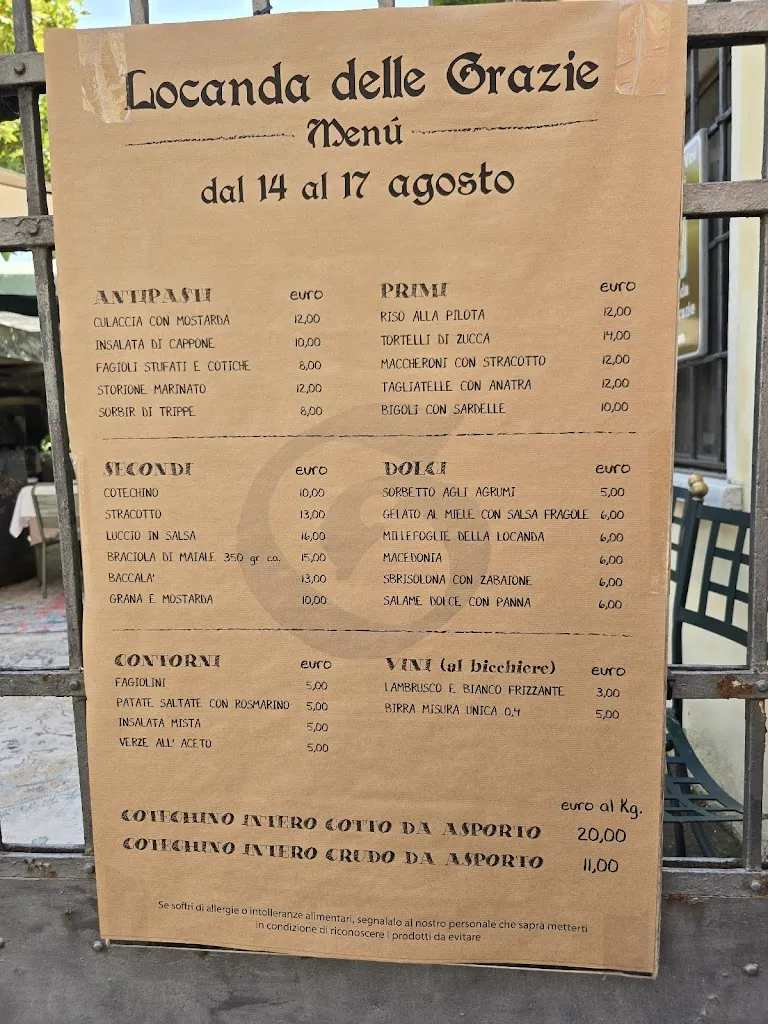 Locanda delle Grazie
Menú
dal 14 al 17 agosto
ANTIPASTI euro
CULACCIA CON MOSTARDA 12,00
INSALATA DI CAPPONE 10,00
FAGIOLI STUFATI E COTICHE 8,00
STORIONE MARINATO 12,00
SORBIR DI TRIPPE 8,00
PRIMI euro
RISO ALLA PILOTA 12,00
TORTELLI DI ZUCCA 14,00
MACCHERONI CON STRACOTTO 12,00
TAGLIATELLE CON ANATRA 12,00
BIGOLI CON SARDELLE 10,00
SECONDI euro
COTECHINO 10,00
STRACOTTO 13,00
LUCCIO IN SALSA 16,00
BRACIOLA DI MAIALE 350 gr ca. 15,00
BACCALA' 13,00
GRANA E MOSTARDA 10,00
DOLCI euro
SORBETTO AGLI AGRUMI 5,00
GELATO AL MIELE CON SALSA FRAGOLE 6,00
MILLEFOGLIE DELLA LOCANDA 6,00
MACEDONIA 6,00
SBRISOLONA CON ZABAIONE 6,00
SALAME DOLCE CON PANNA 6,00
CONTORNI euro
FAGIOLINI 5,00
PATATE SALTATE CON ROSMARINO 5,00
INSALATA MISTA 5,00
VERZE ALL' ACETO 5,00
VINI (al bicchiere) euro
LAMBRUSCO E BIANCO FRIZZANTE 3,00
BIRRA MISURA UNICA 0,4 5,00
euro al Kg.
COTECHINO INTERO COTTO DA ASPORTO 20,00
COTECHINO INTERO CRUDO DA ASPORTO 11,00
Se soffri di allergie o intolleranze alimentari, segnalalo al nostro personale che saprà metterti
in condizione di riconoscere i prodotti da evitare